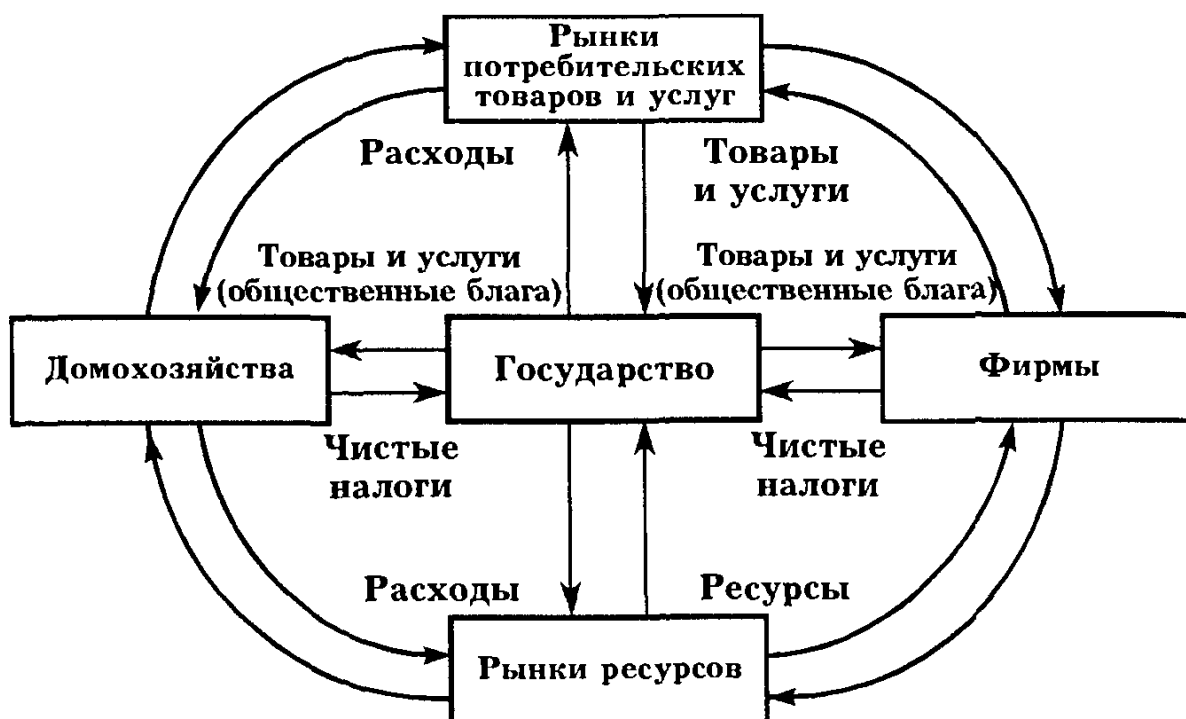 Рынки
потребительских
товаров и услуг
Расходы
Товары
и услуги
Товары и услуги
(общественные блага)
Товары и услуги
(общественные блага)
Домохозяйства
Государство
Фирмы
Чистые
налоги
Чистые
налоги
Расходы
Ресурсы
Рынки ресурсов